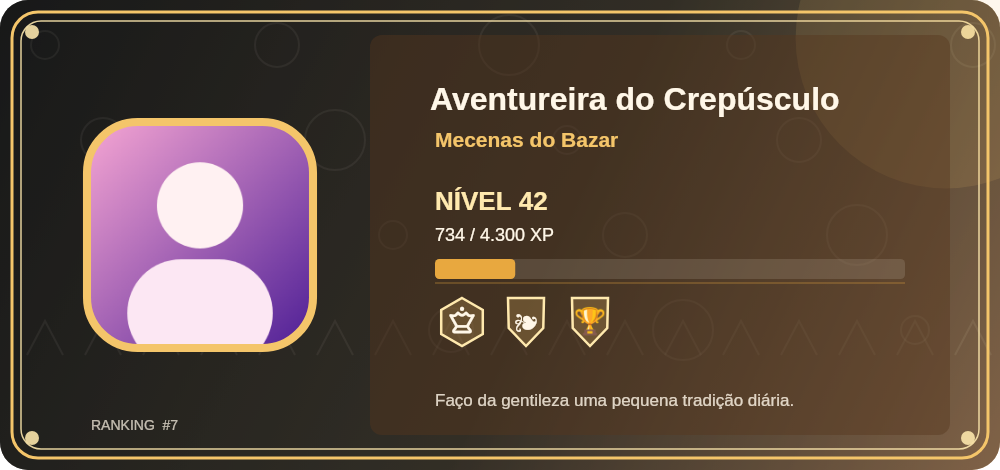 Aventureira do Crepúsculo
Mecenas do Bazar
NÍVEL 42
734 / 4.300 XP
Faço da gentileza uma pequena tradição diária.
RANKING #7